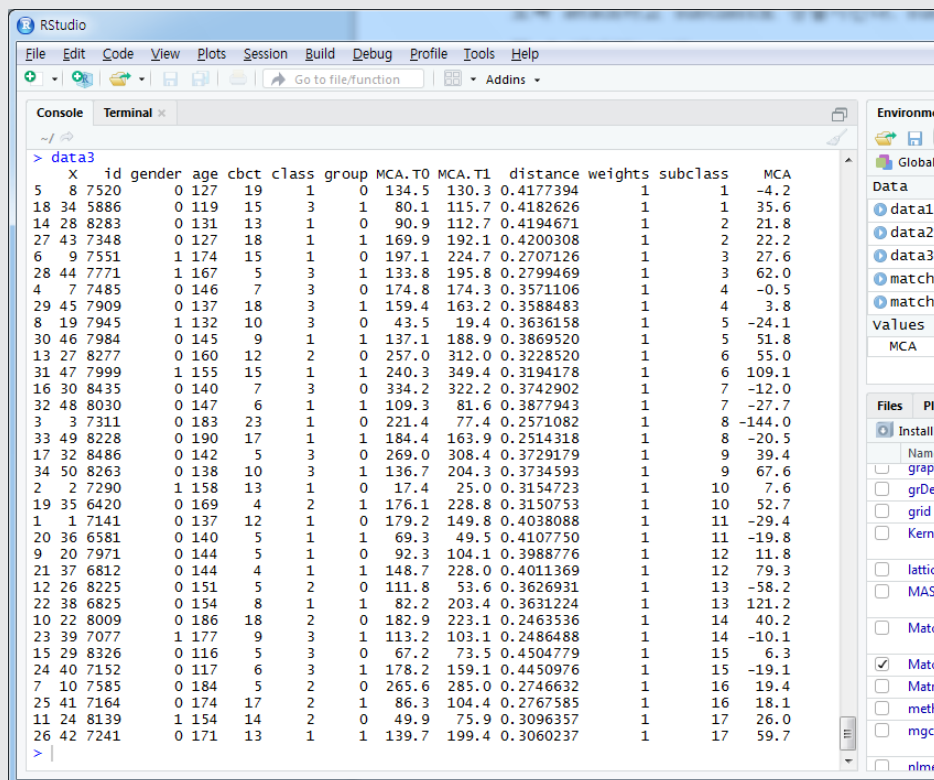 RStudio
File Edit Code View Plots Session Build Debug Profile Tools Help
Go to file/function Addins
Console Terminal
~/
> data3
X id gender age cbct class group MCA.T0 MCA.T1 distance weights subclass MCA
5 8 7520 0 127 19 1 0 134.5 130.3 0.4177394 1 1 -4.2
18 34 5886 0 119 15 3 1 80.1 115.7 0.4182626 1 1 35.6
14 28 8283 0 131 13 1 0 90.9 112.7 0.4194671 1 2 21.8
27 43 7348 0 127 18 1 1 169.9 192.1 0.4200308 1 2 22.2
6 9 7551 1 174 15 1 0 197.1 224.7 0.2707126 1 3 27.6
28 44 7771 1 167 5 3 1 133.8 195.8 0.2799469 1 3 62.0
4 7 7485 0 146 7 3 0 174.8 174.3 0.3571106 1 4 -0.5
29 45 7909 0 137 18 3 1 159.4 163.2 0.3588483 1 4 3.8
8 19 7945 1 132 10 3 0 43.5 19.4 0.3636158 1 5 -24.1
30 46 7984 0 145 9 1 1 137.1 188.9 0.3869520 1 5 51.8
13 27 8277 0 160 12 2 0 257.0 312.0 0.3228520 1 6 55.0
31 47 7999 1 155 15 1 1 240.3 349.4 0.3194178 1 6 109.1
16 30 8435 0 140 7 3 0 334.2 322.2 0.3742902 1 7 -12.0
32 48 8030 0 147 6 1 1 109.3 81.6 0.3877943 1 7 -27.7
3 3 7311 0 183 23 1 0 221.4 77.4 0.2571082 1 8 -144.0
33 49 8228 0 190 17 1 1 184.4 163.9 0.2514318 1 8 -20.5
17 32 8486 0 142 5 3 0 269.0 308.4 0.3729179 1 9 39.4
34 50 8263 0 138 10 3 1 136.7 204.3 0.3734593 1 9 67.6
2 2 7290 1 158 13 1 0 17.4 25.0 0.3154723 1 10 7.6
19 35 6420 0 169 4 2 1 176.1 228.8 0.3150753 1 10 52.7
1 1 7141 0 137 12 1 0 179.2 149.8 0.4038088 1 11 -29.4
20 36 6581 0 140 5 1 1 69.3 49.5 0.4107750 1 11 -19.8
9 20 7971 0 144 5 1 0 92.3 104.1 0.3988776 1 12 11.8
21 37 6812 0 144 4 1 1 148.7 228.0 0.4011369 1 12 79.3
12 26 8225 0 151 5 2 0 111.8 53.6 0.3626931 1 13 -58.2
22 38 6825 0 154 8 1 1 82.2 203.4 0.3631224 1 13 121.2
10 22 8009 0 186 18 2 0 182.9 223.1 0.2463536 1 14 40.2
23 39 7077 1 177 9 3 1 113.2 103.1 0.2486488 1 14 -10.1
15 29 8326 0 116 5 3 0 67.2 73.5 0.4504779 1 15 6.3
24 40 7152 0 117 6 3 1 178.2 159.1 0.4450976 1 15 -19.1
7 10 7585 0 184 5 2 0 265.6 285.0 0.2746632 1 16 19.4
25 41 7164 0 174 17 2 1 86.3 104.4 0.2767585 1 16 18.1
11 24 8139 1 154 14 2 0 49.9 75.9 0.3096357 1 17 26.0
26 42 7241 0 171 13 1 1 139.7 199.4 0.3060237 1 17 59.7
>
Environm
Global
Data
data1
data2
data3
match
match
Values
MCA
Files Pl
Install
Nam
grap
grDe
grid
Kern
lattic
MAS
Matc
Matc
Matr
meth
mgc
nlme